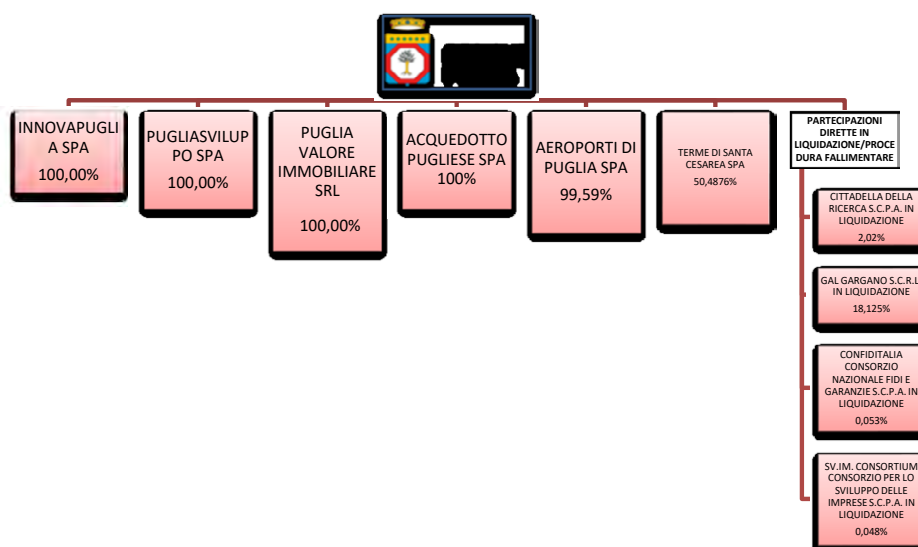 INNOVAPUGLI
A SPA
100,00%
PUGLIASVILUP
PO SPA
100,00%
PUGLIA
VALORE
IMMOBILIARE
SRL
100,00%
ACQUEDOTTO
PUGLIESE SPA
100%
AEROPORTI DI
PUGLIA SPA
99,59%
TERME DI SANTA
CESAREA SPA
50,4876%
PARTECIPAZIONI
DIRETTE IN
LIQUIDAZIONE/PROCE
DURA FALLIMENTARE
CITTADELLA DELLA
RICERCA S.C.P.A. IN
LIQUIDAZIONE
2,02%
GAL GARGANO S.C.R.L
IN LIQUIDAZIONE
18,125%
CONFIDITALIA
CONSORZIO
NAZIONALE FIDI E
GARANZIE S.C.P.A. IN
LIQUIDAZIONE
0,053%
SV.IM. CONSORTIUM
CONSORZIO PER LO
SVILUPPO DELLE
IMPRESE S.C.P.A. IN
LIQUIDAZIONE
0,048%